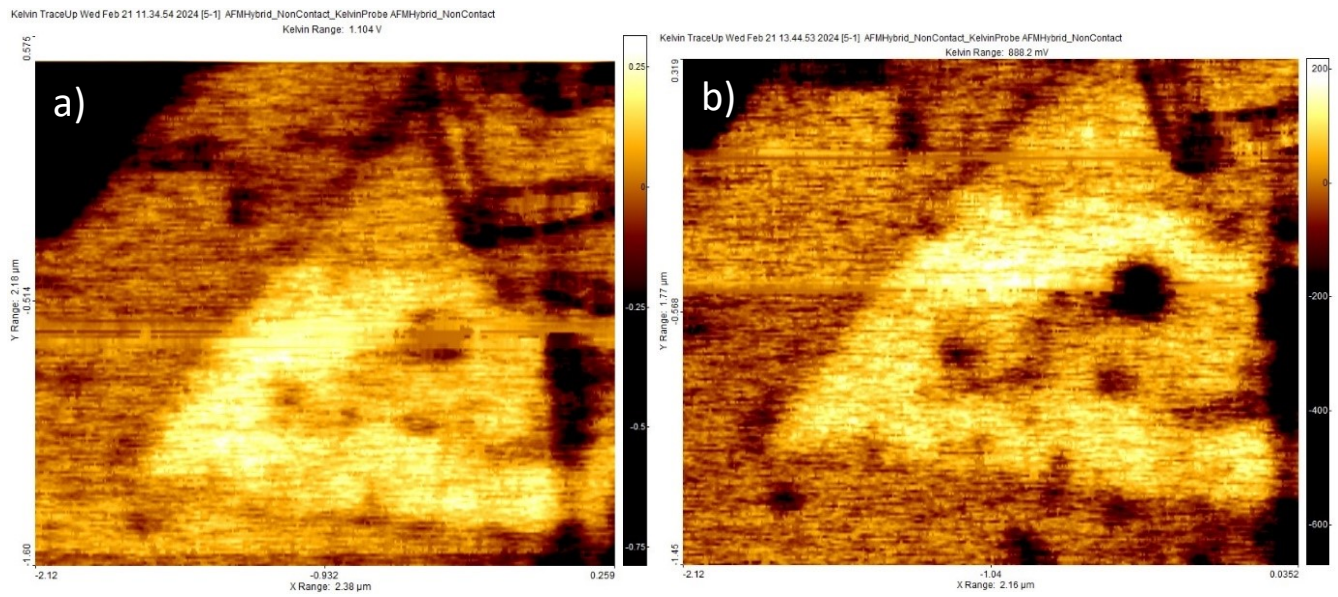 Kelvin TraceUp Wed Feb 21 11.34.54 2024 [5-1] AFMHybrid_NonContact_KelvinProbe AFMHybrid_NonContact
Kelvin Range: 1.104 V
a)
0.575
-0.514
-1.60
Y Range: 2.18 µm
-2.12
-0.932
0.259
X Range: 2.38 µm
0.25
0
-0.25
-0.5
-0.75
Kelvin TraceUp Wed Feb 21 13.44.53 2024 [5-1] AFMHybrid_NonContact_KelvinProbe AFMHybrid_NonContact
Kelvin Range: 888.2 mV
b)
0.319
-0.568
-1.45
Y Range: 1.77 µm
-2.12
-1.04
0.0352
X Range: 2.16 µm
200
0
-200
-400
-600